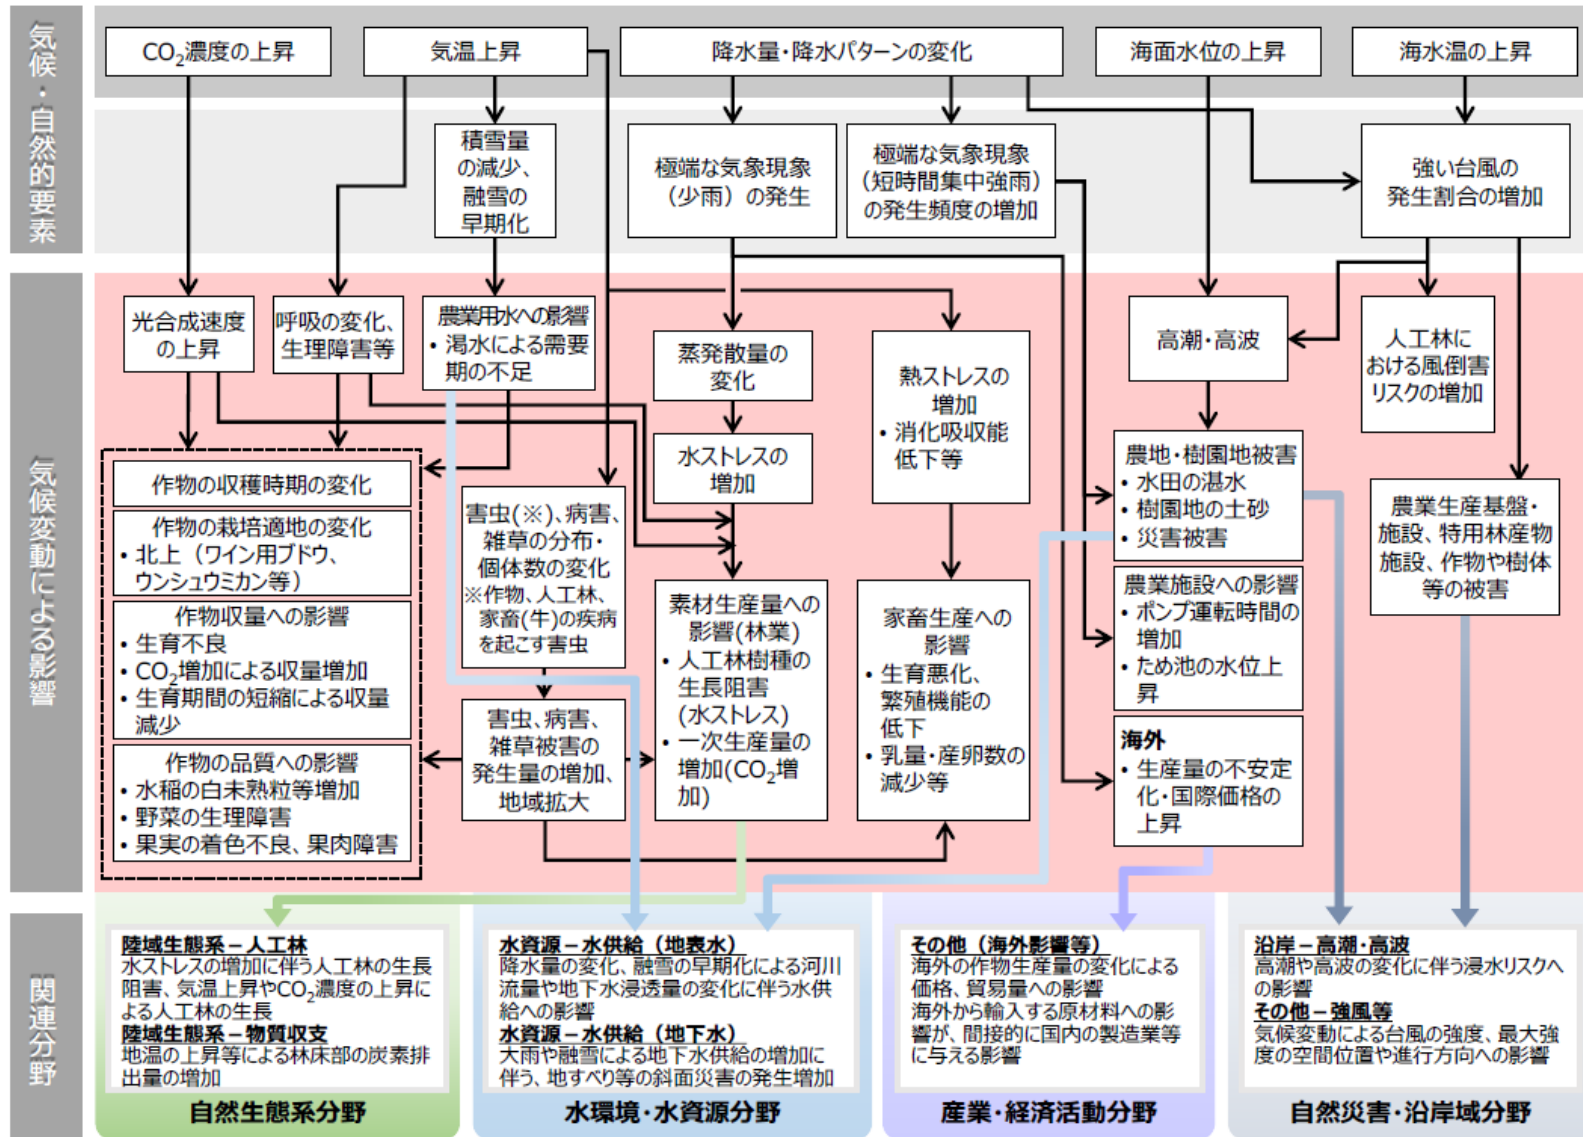 気候・自然的要素
CO₂濃度の上昇
気温上昇
降水量・降水パターンの変化
海面水位の上昇
海水温の上昇
積雪量
の減少、
融雪の
早期化
極端な気象現象
(少雨)の発生
極端な気象現象
(短時間集中強雨)
の発生頻度の増加
強い台風の
発生割合の増加
気候変動による影響
光合成速度
の上昇
呼吸の変化、
生理障害等
農業用水への影響
• 渇水による需要
期の不足
蒸発散量の
変化
水ストレスの
増加
熱ストレスの
増加
• 消化吸収能
低下等
高潮・高波
人工林に
おける風倒害
リスクの増加
作物の収穫時期の変化
作物の栽培適地の変化
• 北上(ワイン用ブドウ、
ウンシュウミカン等)
作物収量への影響
• 生育不良
• CO₂増加による収量増加
• 生育期間の短縮による収量
減少
作物の品質への影響
• 水稲の白未熟粒等増加
• 野菜の生理障害
• 果実の着色不良、果肉障害
害虫(※)、病害、
雑草の分布・
個体数の変化
※作物、人工林、
家畜(牛)の疾病
を起こす害虫
害虫、病害、
雑草被害の
発生量の増加、
地域拡大
素材生産量への
影響(林業)
• 人工林樹種の
生長阻害
(水ストレス)
• 一次生産量の
増加(CO₂増
加)
家畜生産への
影響
• 生育悪化、
繁殖機能の
低下
• 乳量・産卵数の
減少等
農地・樹園地被害
• 水田の湛水
• 樹園地の土砂
• 災害被害
農業施設への影響
• ポンプ運転時間の
増加
• ため池の水位上
昇
海外
• 生産量の不安定
化・国際価格の
上昇
農業生産基盤・
施設、特用林産物
施設、作物や樹体
等の被害
関連分野
陸域生態系－人工林
水ストレスの増加に伴う人工林の生長
阻害、気温上昇やCO₂濃度の上昇に
よる人工林の生長
陸域生態系－物質収支
地温の上昇等による林床部の炭素排
出量の増加
自然生態系分野
水資源－水供給(地表水)
降水量の変化、融雪の早期化による河川
流量や地下水浸透量の変化に伴う水供
給への影響
水資源－水供給(地下水)
大雨や融雪による地下水供給の増加に
伴う、地すべり等の斜面災害の発生増加
水環境・水資源分野
その他(海外影響等)
海外の作物生産量の変化による
価格、貿易量への影響
海外から輸入する原材料への影
響が、間接的に国内の製造業等
に与える影響
産業・経済活動分野
沿岸－高潮・高波
高潮や高波の変化に伴う浸水リスクへ
の影響
その他－強風等
気候変動による台風の強度、最大強
度の空間位置や進行方向への影響
自然災害・沿岸域分野